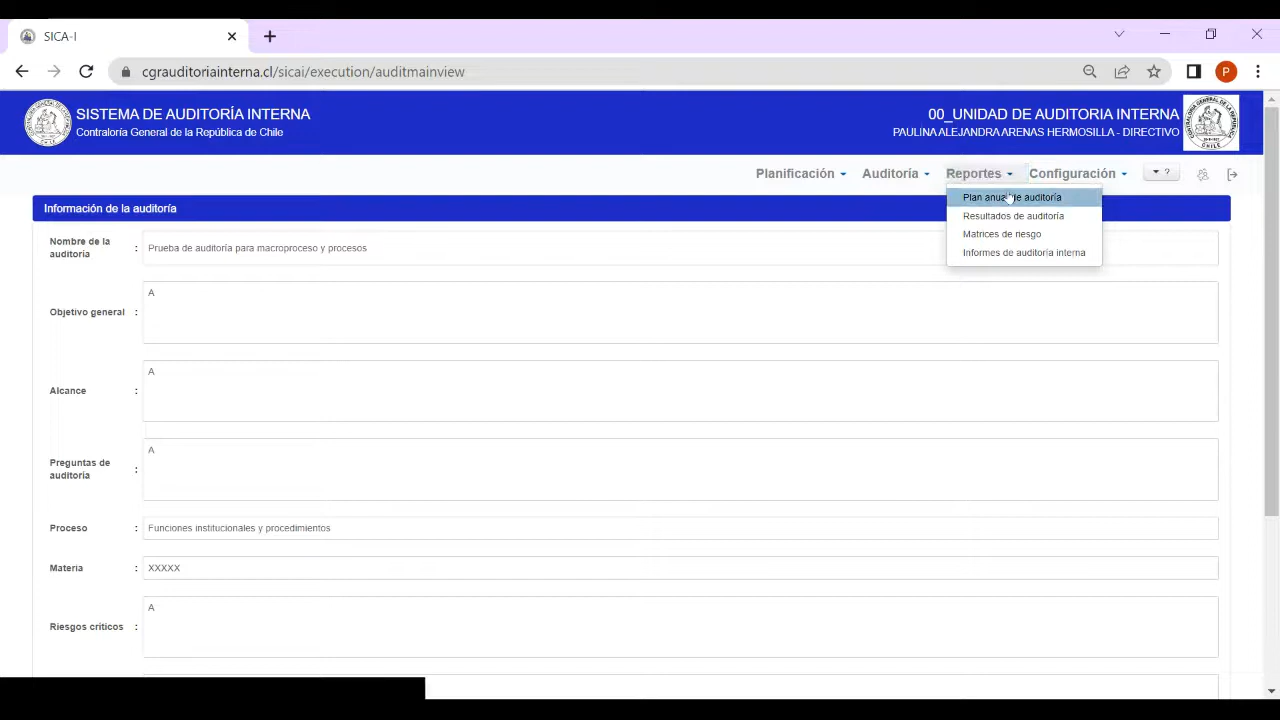 SICA-I
cgrauditoriainterna.cl/sicai/execution/auditmainview
P
SISTEMA DE AUDITORÍA INTERNA
Contraloría General de la República de Chile
00_UNIDAD DE AUDITORIA INTERNA
PAULINA ALEJANDRA ARENAS HERMOSILLA - DIRECTIVO
Planificación Auditoría Reportes Configuración ?
Plan anual de auditoría
Resultados de auditoría
Matrices de riesgo
Informes de auditoría interna
Información de la auditoría
Nombre de la
auditoría : Prueba de auditoría para macroproceso y procesos
Objetivo general : A
Alcance : A
Preguntas de
auditoría : A
Proceso : Funciones institucionales y procedimientos
Materia : XXXXX
Riesgos críticos : A